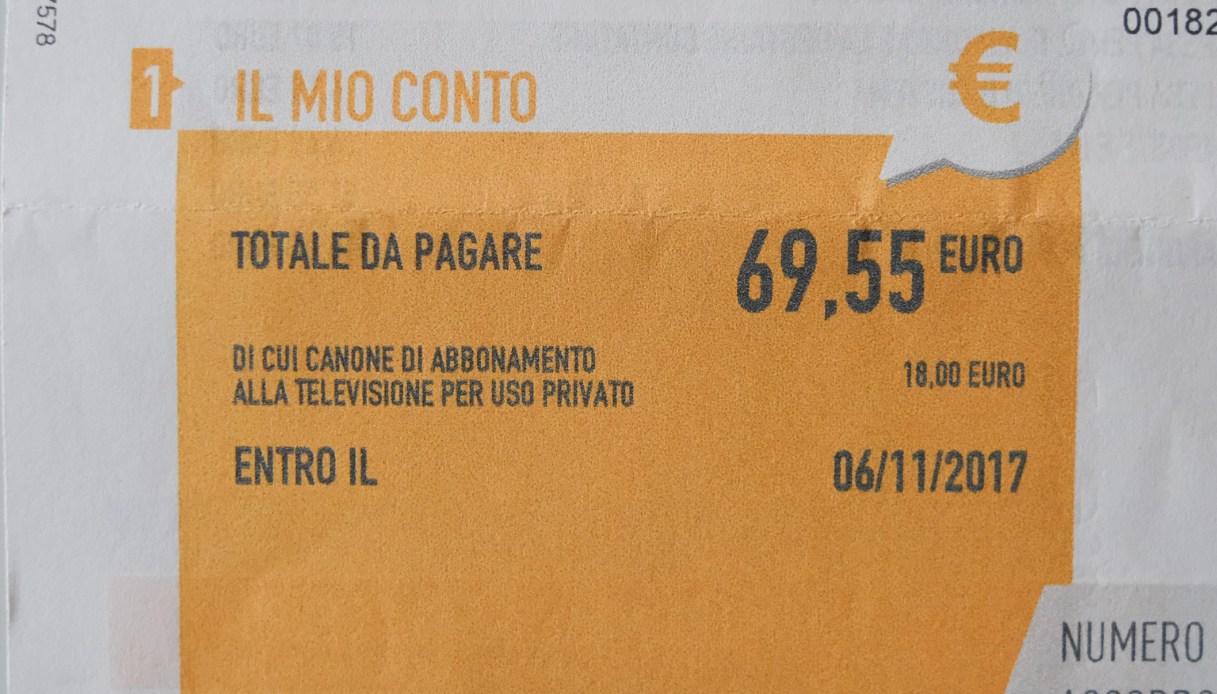 7578
00182
1 IL MIO CONTO €
TOTALE DA PAGARE 69,55 EURO
DI CUI CANONE DI ABBONAMENTO
ALLA TELEVISIONE PER USO PRIVATO 18,00 EURO
ENTRO IL 06/11/2017
NUMERO